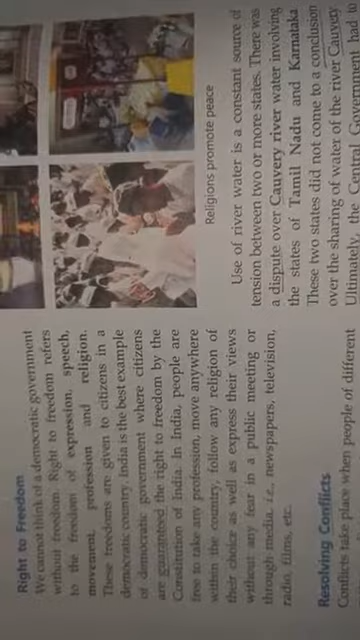 Right to Freedom
We cannot think of a democratic government
without freedom. Right to freedom refers
to the freedom of expression, speech,
movement, profession and religion.
These freedoms are given to citizens in a
democratic country. India is the best example
of democratic government where citizens
are guaranteed the right to freedom by the
Constitution of India. In India, people are
free to take any profession, move anywhere
within the country, follow any religion of
their choice as well as express their views
without any fear in a public meeting or
through media, i.e., newspapers, television,
radio, films, etc.
Resolving Conflicts
Conflicts take place when people of different
Religions promote peace
Use of river water is a constant source of
tension between two or more states. There was
a dispute over Cauvery river water involving
the states of Tamil Nadu and Karnataka
These two states did not come to a conclusion
over the sharing of water of the river Cauvery
Ultimately, the Central Government had to